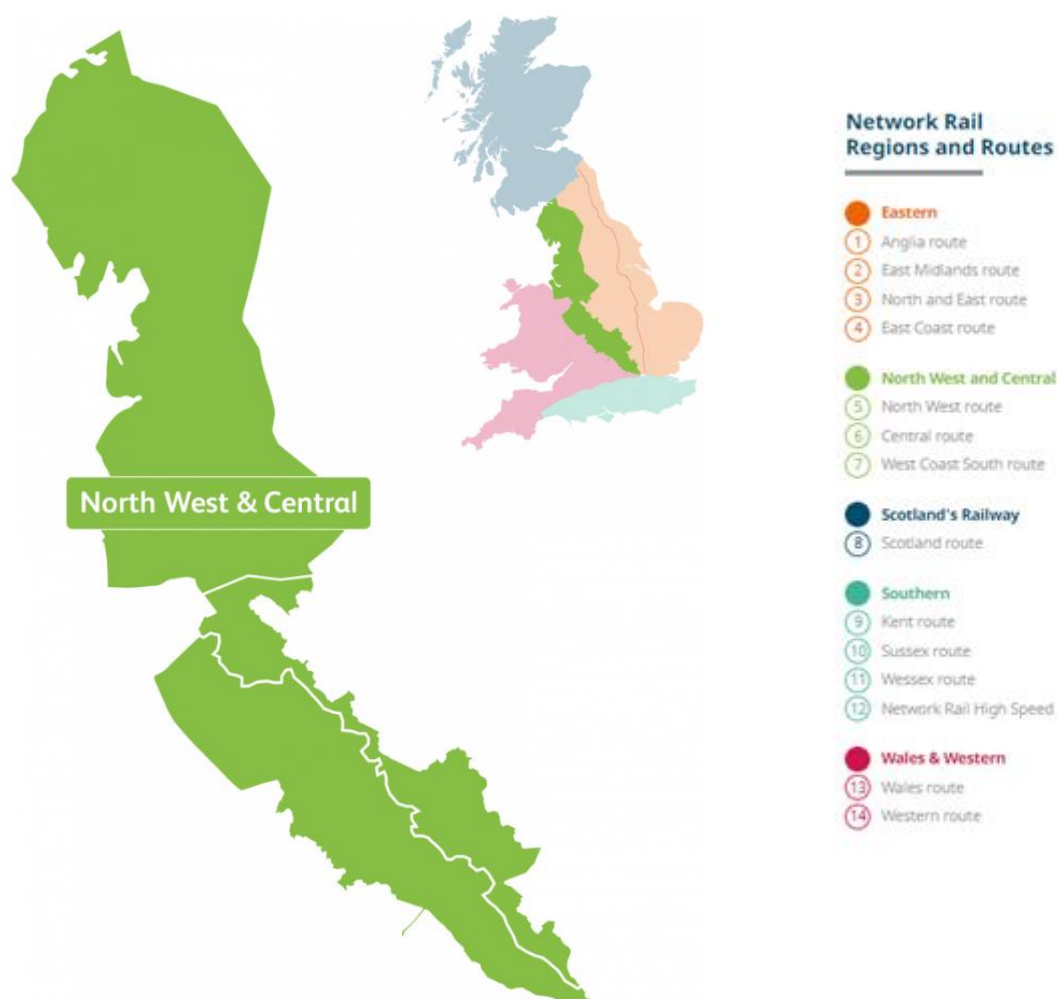 North West & Central
Network Rail
Regions and Routes
Eastern
1 Anglia route
2 East Midlands route
3 North and East route
4 East Coast route
North West and Central
5 North West route
6 Central route
7 West Coast South route
Scotland's Railway
8 Scotland route
Southern
9 Kent route
10 Sussex route
11 Wessex route
12 Network Rail High Speed
Wales & Western
13 Wales route
14 Western route